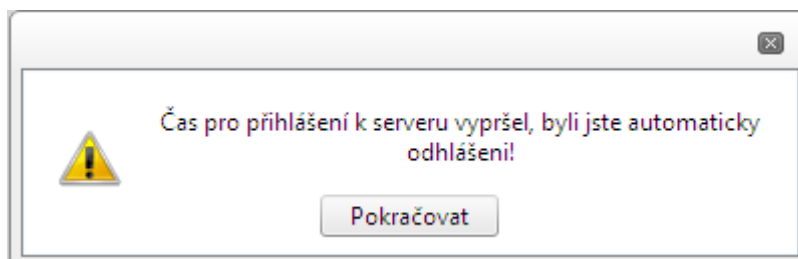 Čas pro přihlášení k serveru vypršel, byli jste automaticky
odhlášeni!
Pokračovat